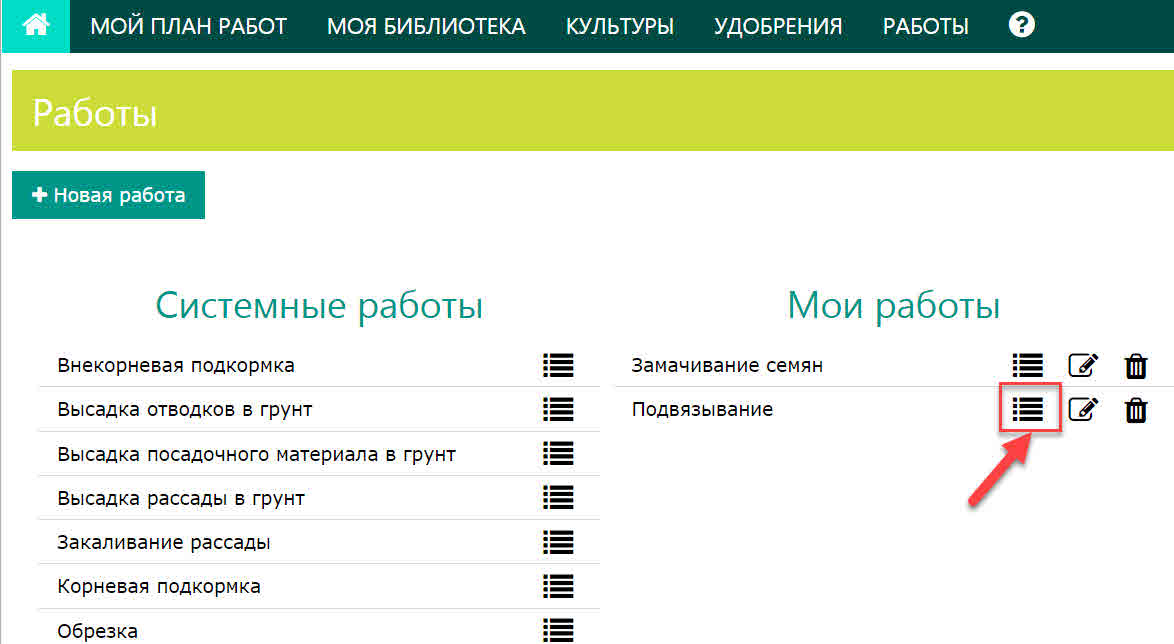 МОЙ ПЛАН РАБОТ МОЯ БИБЛИОТЕКА КУЛЬТУРЫ УДОБРЕНИЯ РАБОТЫ ?
Работы
+ Новая работа
Системные работы
Внекорневая подкормка
Высадка отводков в грунт
Высадка посадочного материала в грунт
Высадка рассады в грунт
Закаливание рассады
Корневая подкормка
Обрезка
Мои работы
Замачивание семян
Подвязывание